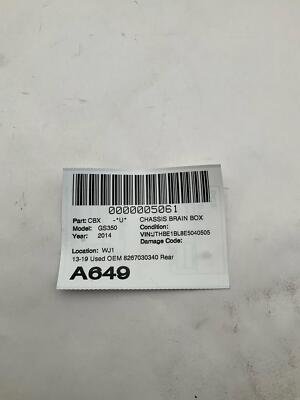 0000005061
Part: CBX -*U* CHASSIS BRAIN BOX
Model: GS350 Condition:
Year: 2014 VIN:JTHBE1BL8E5040505
Damage Code:
Location: WJ1
13-19 Used OEM 8267030340 Rear
A649